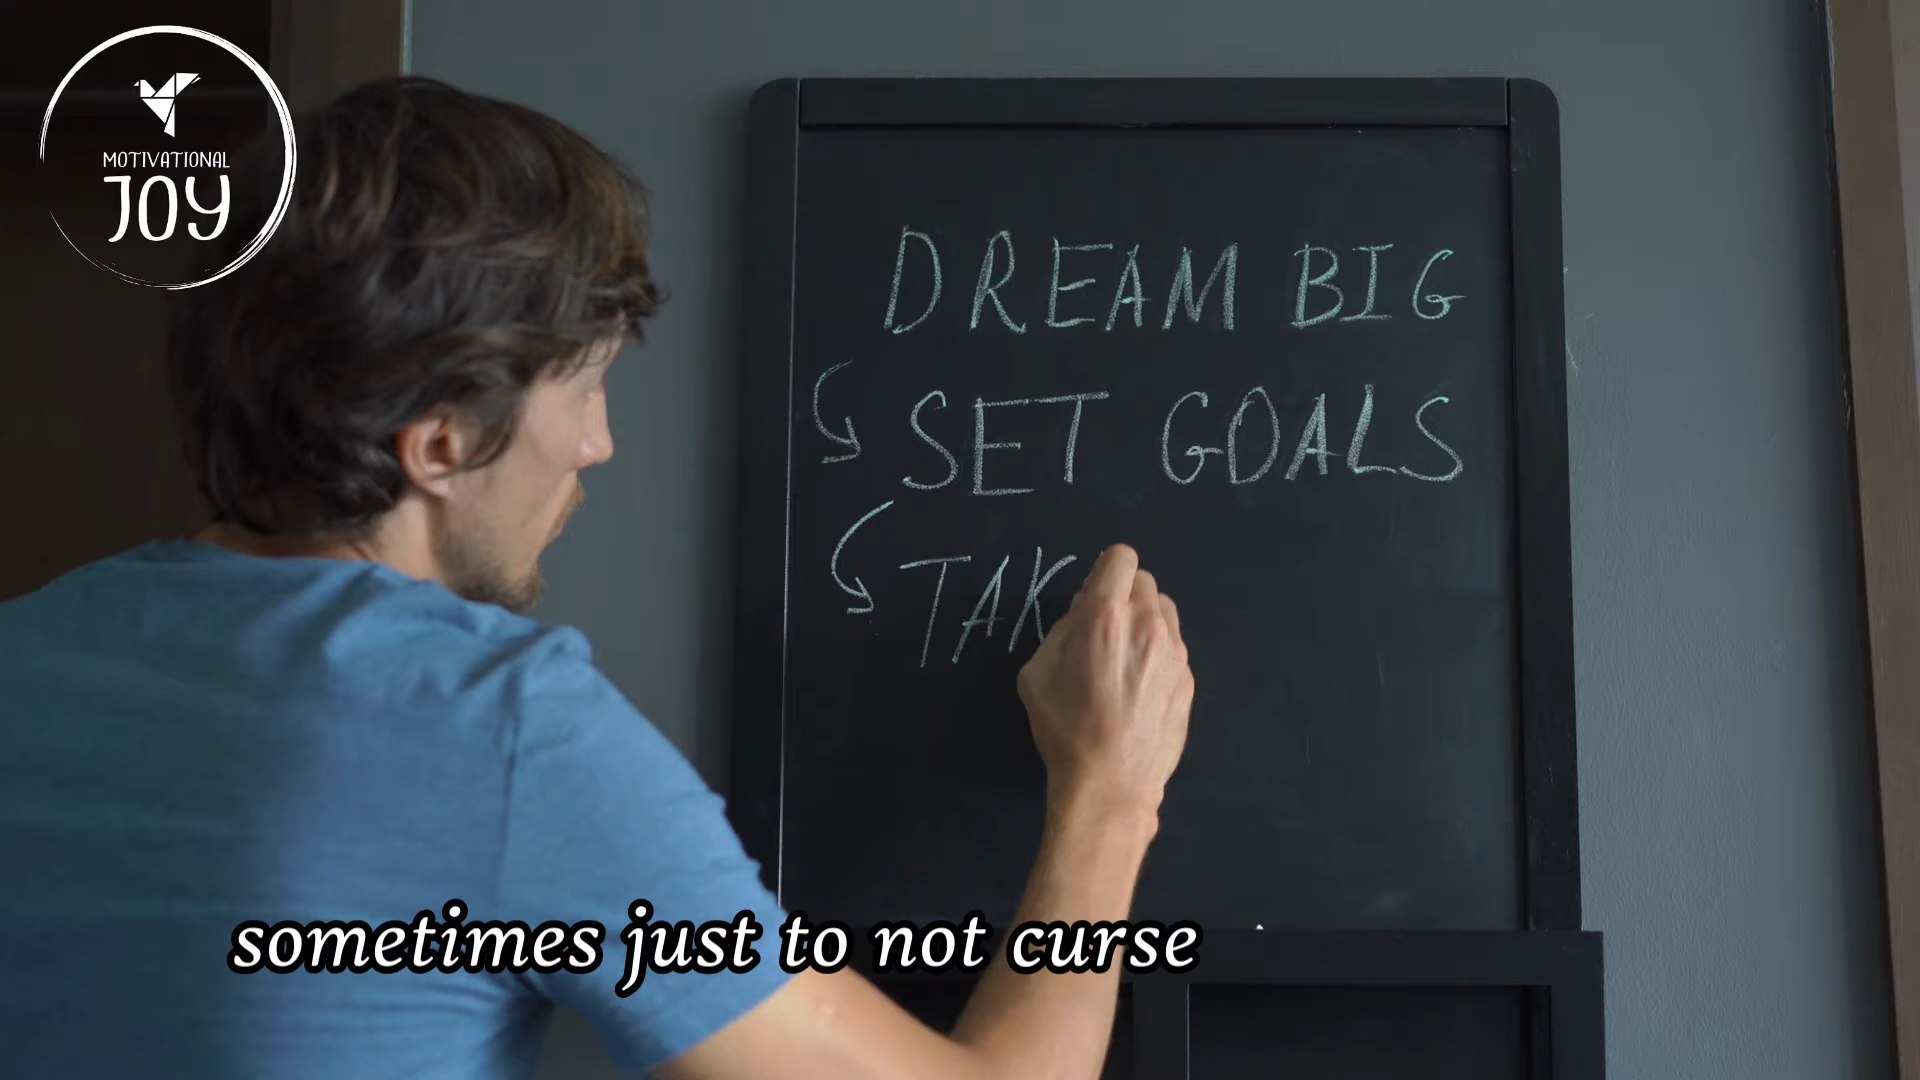 MOTIVATIONAL
JOY
DREAM BIG
SET GOALS
TAK
sometimes just to not curse